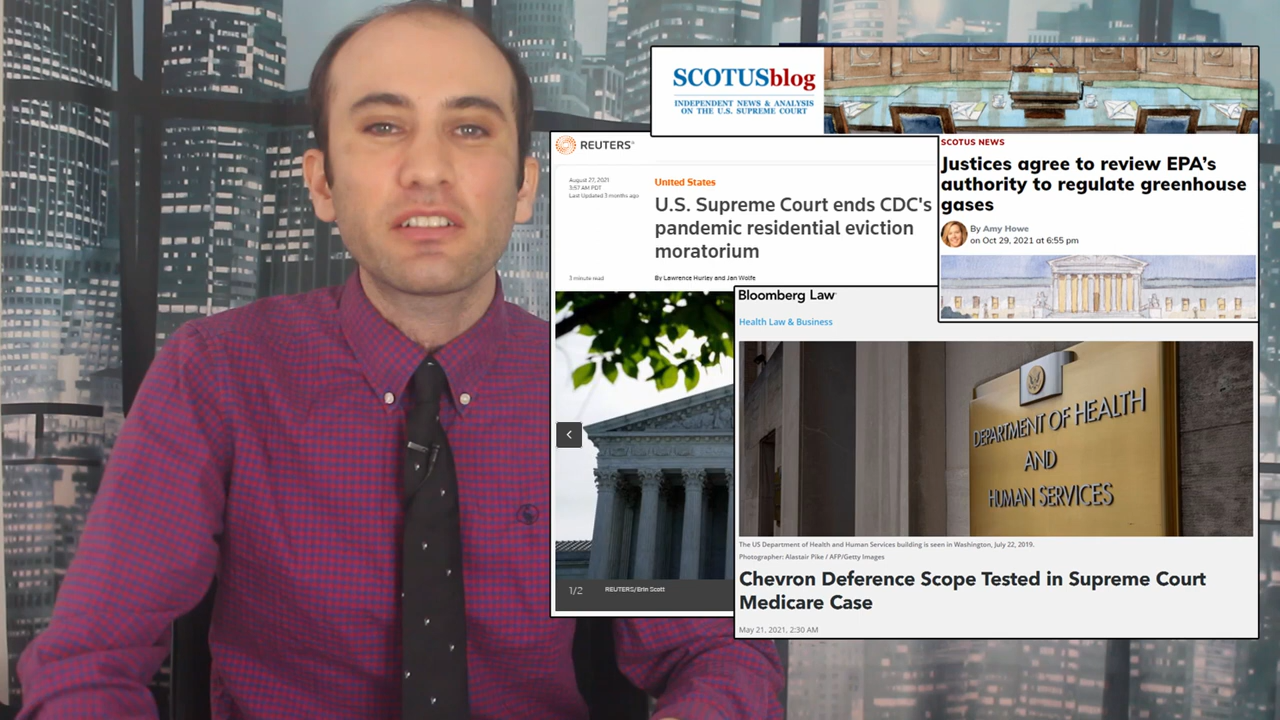 SCOTUSblog
INDEPENDENT NEWS & ANALYSIS
ON THE U.S. SUPREME COURT
REUTERS
August 27, 2021
3:57 AM PDT
Last Updated 3 months ago
United States
U.S. Supreme Court ends CDC's
pandemic residential eviction
moratorium
3 minute read
By Lawrence Hurley and Jan Wolfe
1/2
REUTERS/Erin Scott
SCOTUS NEWS
Justices agree to review EPA's
authority to regulate greenhouse
gases
By Amy Howe
on Oct 29, 2021 at 6:55 pm
Bloomberg Law
Health Law & Business
DEPARTMENT OF HEALTH
AND
HUMAN SERVICES
The US Department of Health and Human Services building is seen in Washington, July 22, 2019.
Photographer: Alastair Pike / AFP/Getty Images
Chevron Deference Scope Tested in Supreme Court
Medicare Case
May 21, 2021, 2:30 AM